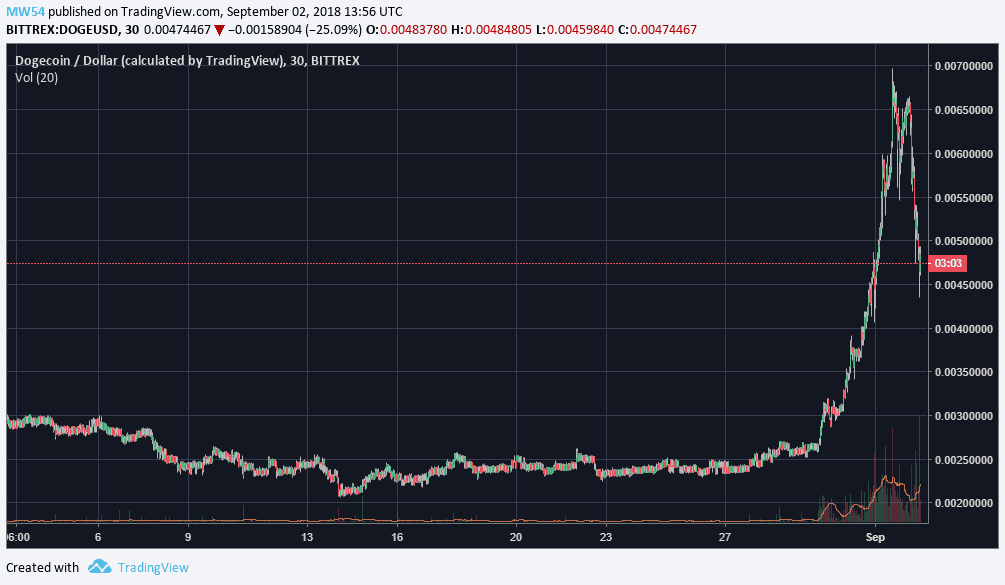 MW54 published on TradingView.com, September 02, 2018 13:56 UTC
BITTREX:DOGEUSD, 30 0.00474467 ▼ −0.00158904 (−25.09%) O:0.00483780 H:0.00484805 L:0.00459840 C:0.00474467
Dogecoin / Dollar (calculated by TradingView), 30, BITTREX
Vol (20)
0.00700000
0.00650000
0.00600000
0.00550000
0.00500000
03:03
0.00450000
0.00400000
0.00350000
0.00300000
0.00250000
0.00200000
6:00 6 9 13 16 20 23 27 Sep
Created with TradingView